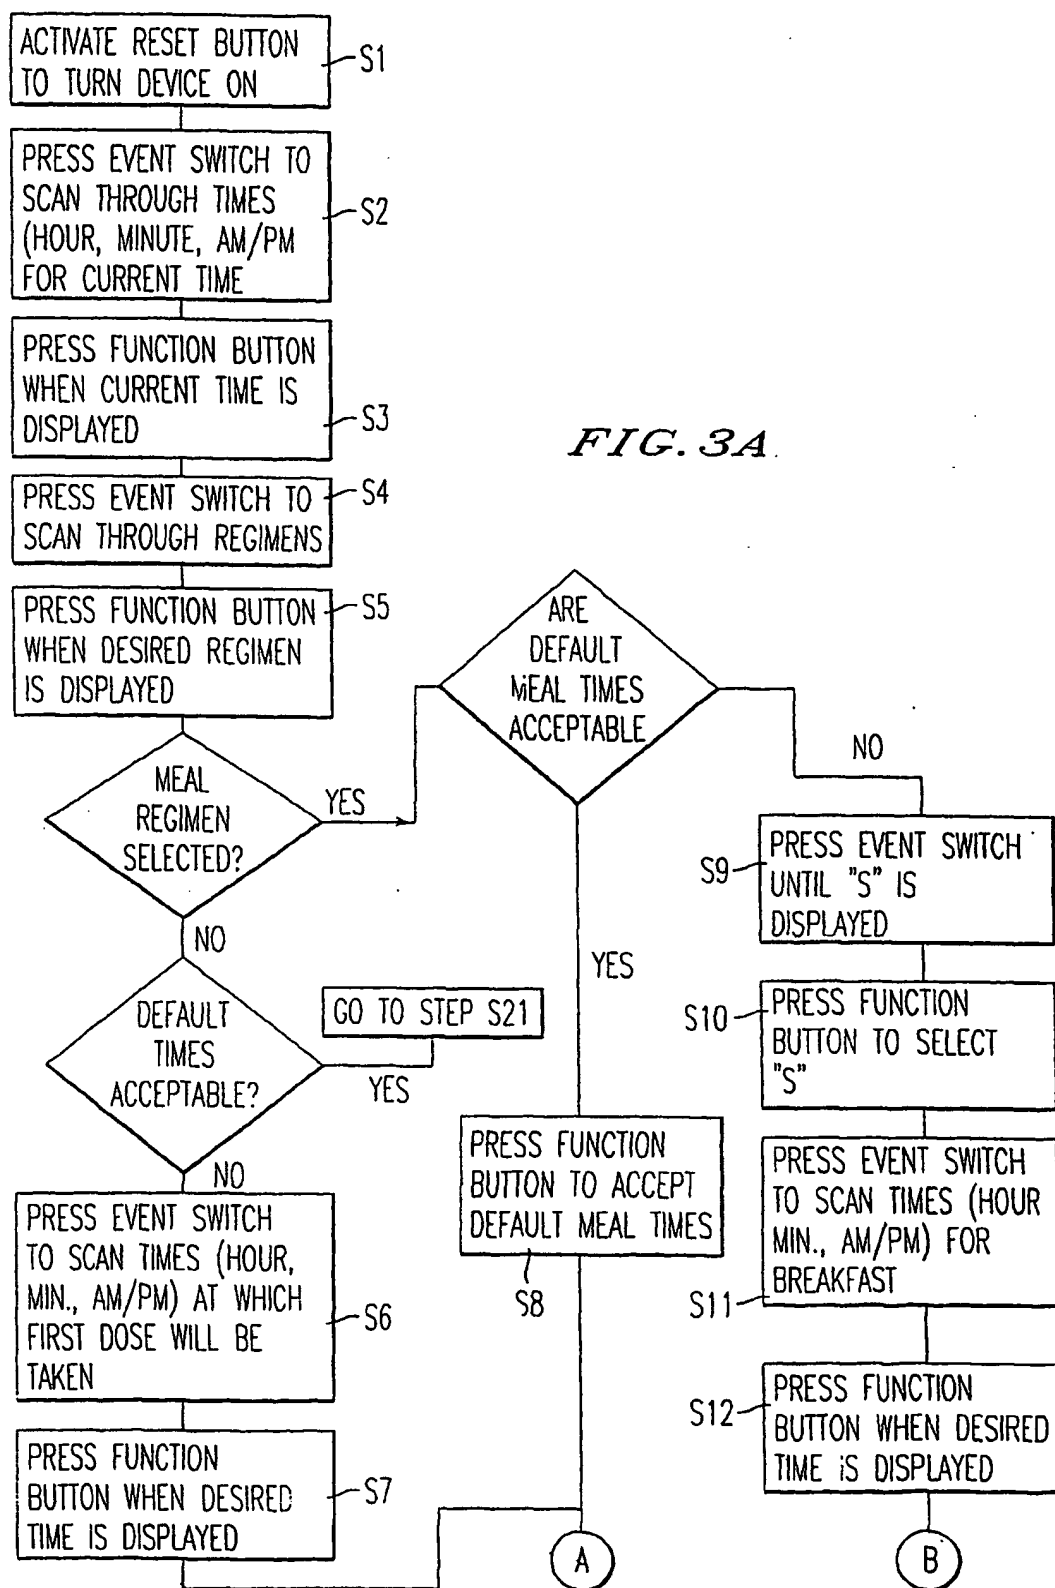 ACTIVATE RESET BUTTON
TO TURN DEVICE ON
S1
PRESS EVENT SWITCH TO
SCAN THROUGH TIMES
(HOUR, MINUTE, AM/PM
FOR CURRENT TIME
S2
PRESS FUNCTION BUTTON
WHEN CURRENT TIME IS
DISPLAYED
S3
FIG. 3A
PRESS EVENT SWITCH TO
SCAN THROUGH REGIMENS
S4
PRESS FUNCTION BUTTON
WHEN DESIRED REGIMEN
IS DISPLAYED
S5
MEAL
REGIMEN
SELECTED?
YES
NO
DEFAULT
TIMES
ACCEPTABLE?
YES
GO TO STEP S21
NO
PRESS EVENT SWITCH
TO SCAN TIMES (HOUR,
MIN., AM/PM) AT WHICH
FIRST DOSE WILL BE
TAKEN
S6
PRESS FUNCTION
BUTTON WHEN DESIRED
TIME IS DISPLAYED
S7
ARE
DEFAULT
MEAL TIMES
ACCEPTABLE
YES
NO
PRESS FUNCTION
BUTTON TO ACCEPT
DEFAULT MEAL TIMES
S8
A
PRESS EVENT SWITCH
UNTIL "S" IS
DISPLAYED
S9
PRESS FUNCTION
BUTTON TO SELECT
"S"
S10
PRESS EVENT SWITCH
TO SCAN TIMES (HOUR
MIN., AM/PM) FOR
BREAKFAST
S11
PRESS FUNCTION
BUTTON WHEN DESIRED
TIME IS DISPLAYED
S12
B